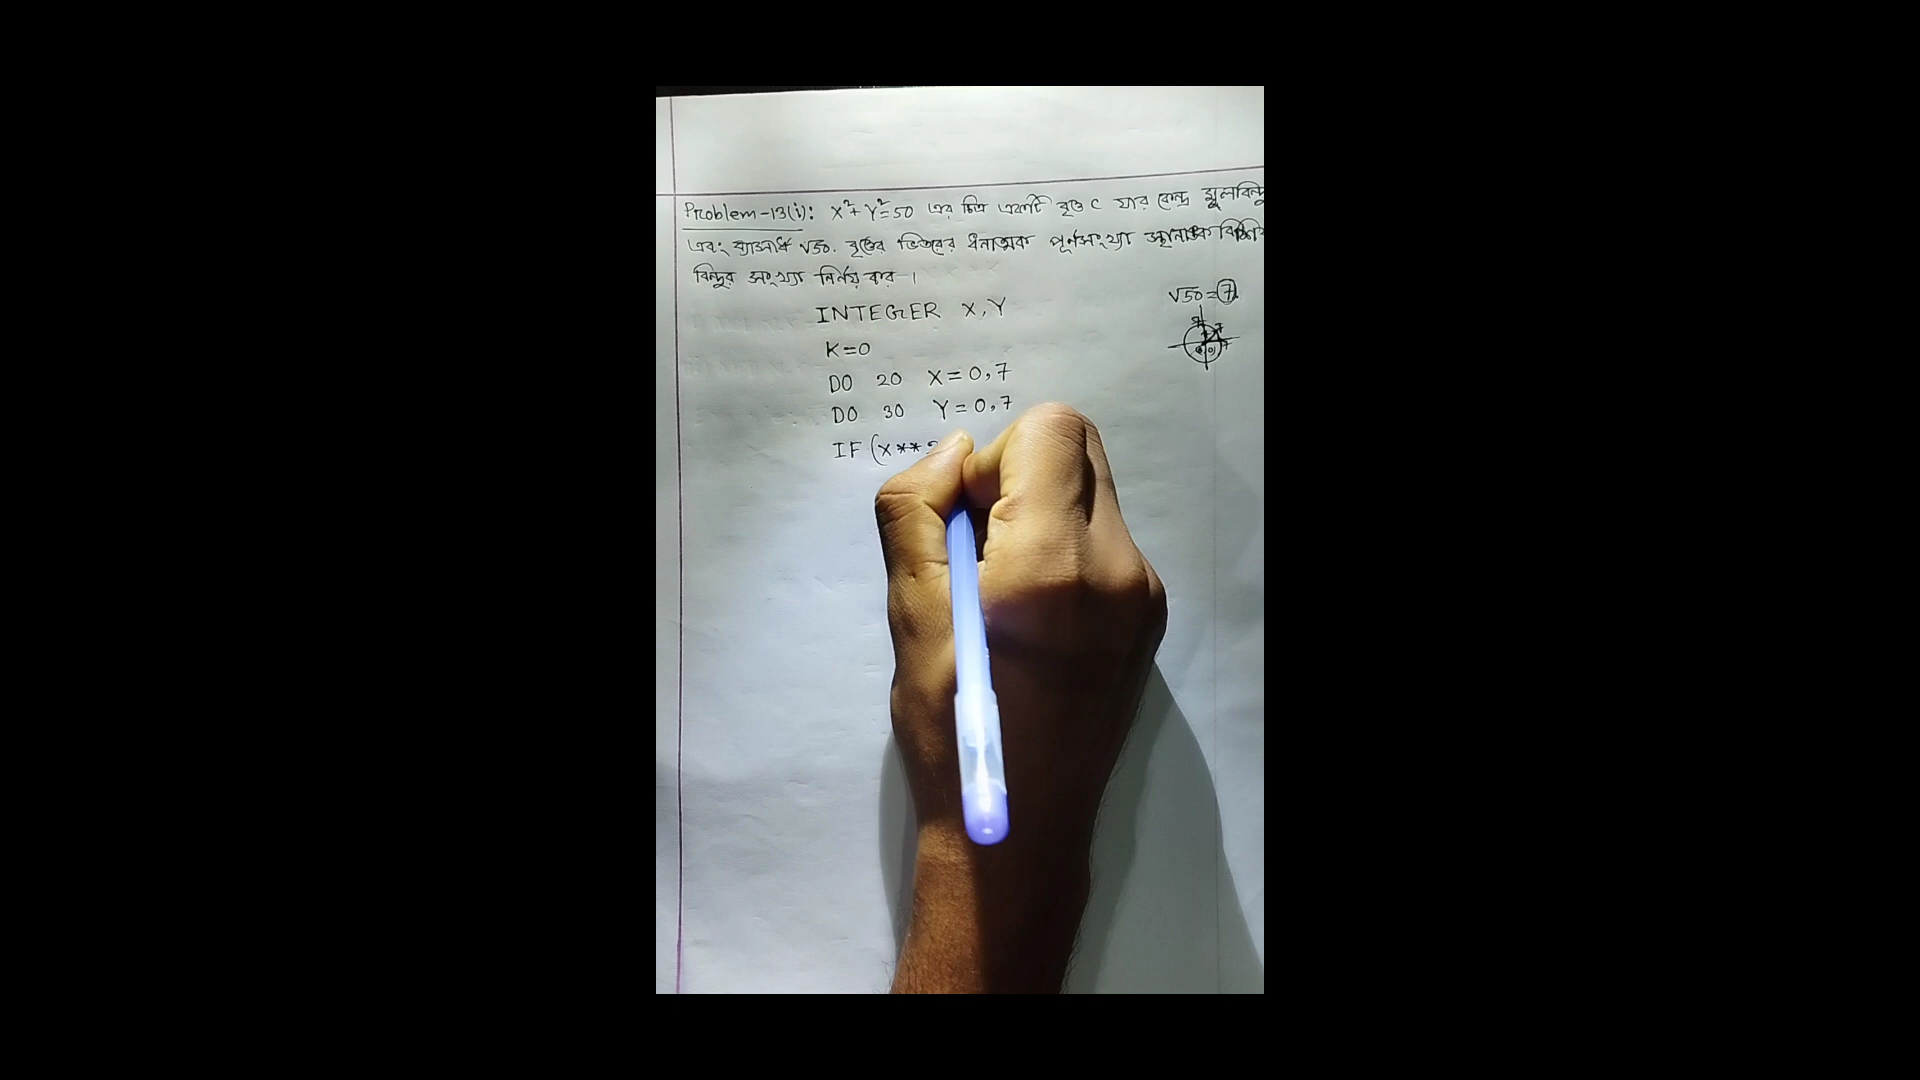 Problem-13(i): X²+Y²=50 এর চিত্র একটি বৃত্ত C যার কেন্দ্র মূলবিন্দু
এবং ব্যাসার্ধ √50. বৃত্তের ভিতরের ধনাত্মক পূর্ণসংখ্যা স্থানাঙ্ক বিশিষ্ট
বিন্দুর সংখ্যা নির্ণয় কর।
INTEGER X,Y
√50=7
K=0
DO 20 X=0,7
DO 30 Y=0,7
IF (X**2